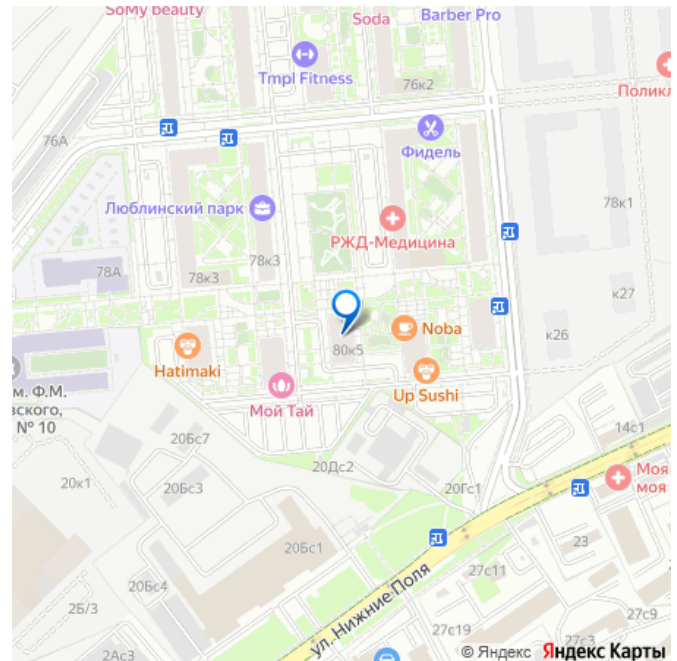 SoMy beauty
Soda
Barber Pro
Tmpl Fitness
76к2
Поликл
76А
Фидель
Люблинский парк
78к1
РЖД-Медицина
78А
78к3
78к3
к27
Noba
к26
80к5
Hatimaki
Мой Тай
Up Sushi
м. Ф.М.
вского,
№ 10
20Бс7
14с1
20Дс2
Моя
моя
20к1
20Бс3
20Гс1
20Бс1
23
27с11
20Бс4
2Б/3
ул. Нижние Поля
27с9
27с19
27с3
2Ас3
© Яндекс Яндекс Карты